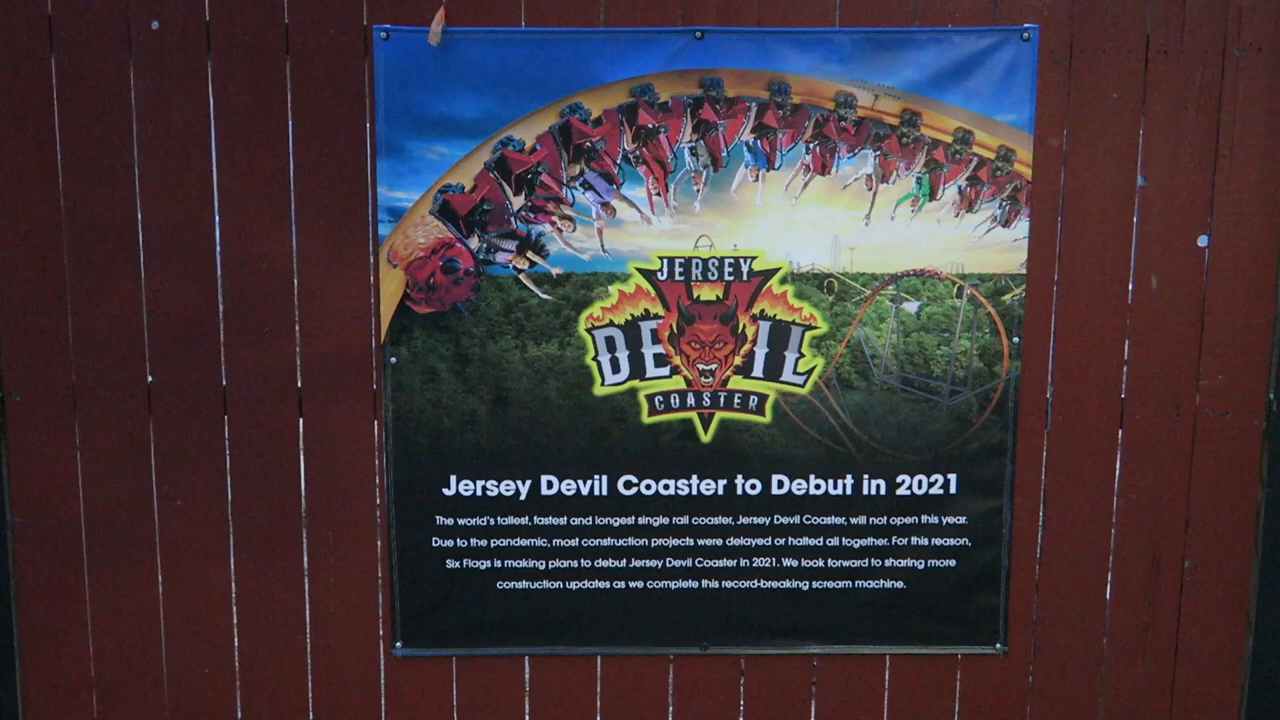 JERSEY
DEVIL
COASTER
Jersey Devil Coaster to Debut in 2021
The world's tallest, fastest and longest single rail coaster, Jersey Devil Coaster, will not open this year.
Due to the pandemic, most construction projects were delayed or halted all together. For this reason,
Six Flags is making plans to debut Jersey Devil Coaster in 2021. We look forward to sharing more
construction updates as we complete this record-breaking scream machine.